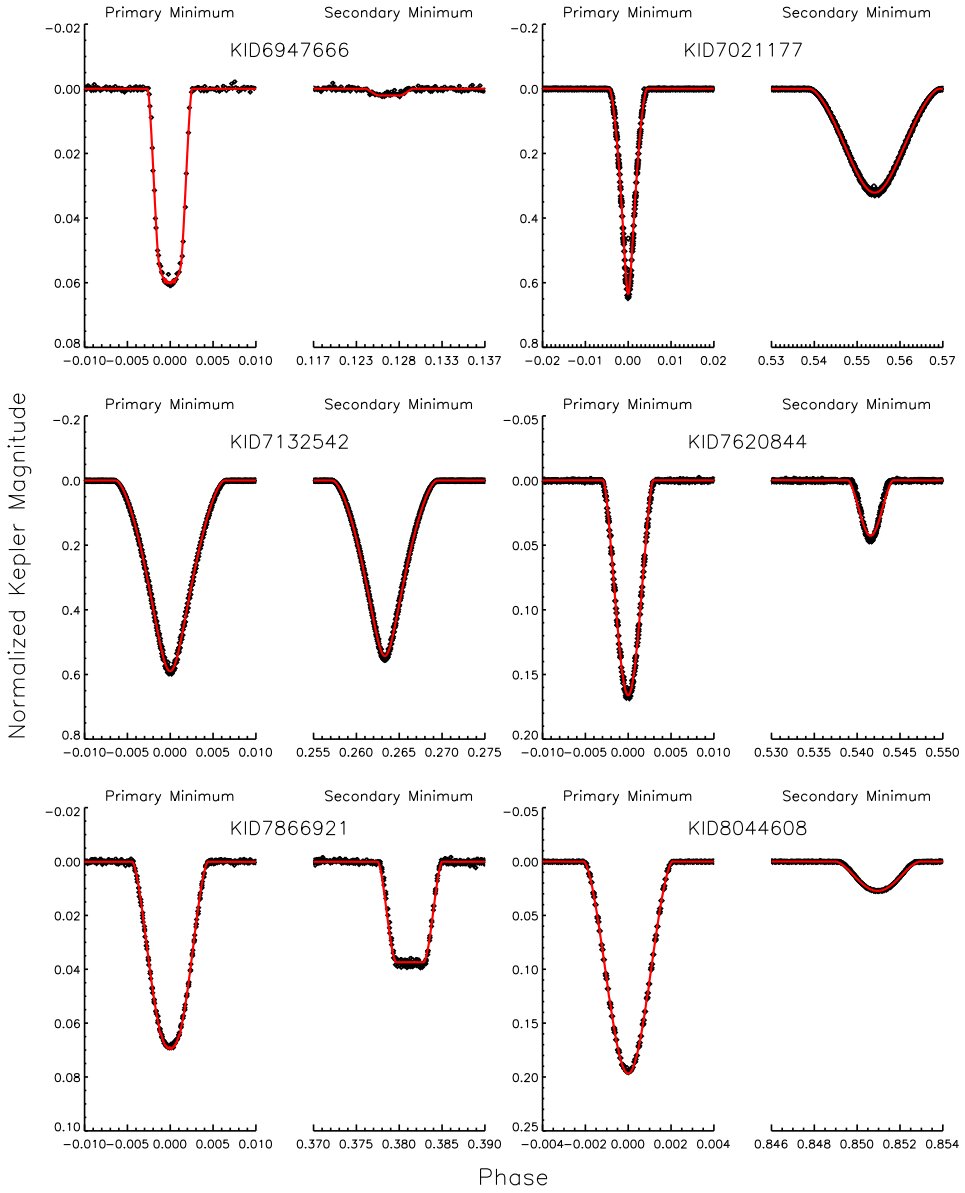 Primary Minimum Secondary Minimum Primary Minimum Secondary Minimum
KID6947666 KID7021177
−0.02 −0.2
0.00 0.0
0.02 0.2
0.04 0.4
0.06 0.6
0.08 0.8
−0.010 −0.005 0.000 0.005 0.010 0.117 0.123 0.128 0.133 0.137 −0.02 −0.01 0.00 0.01 0.02 0.53 0.54 0.55 0.56 0.57
Primary Minimum Secondary Minimum Primary Minimum Secondary Minimum
KID7132542 KID7620844
−0.2 −0.05
0.0 0.00
0.2 0.05
0.4 0.10
0.6 0.15
0.8 0.20
−0.010 −0.005 0.000 0.005 0.010 0.255 0.260 0.265 0.270 0.275 −0.010 −0.005 0.000 0.005 0.010 0.530 0.535 0.540 0.545 0.550
Normalized Kepler Magnitude
Primary Minimum Secondary Minimum Primary Minimum Secondary Minimum
KID7866921 KID8044608
−0.02 −0.05
0.00 0.00
0.02 0.05
0.04 0.10
0.06 0.15
0.08 0.20
0.10 0.25
−0.010 −0.005 0.000 0.005 0.010 0.370 0.375 0.380 0.385 0.390 −0.004 −0.002 0.000 0.002 0.004 0.846 0.848 0.850 0.852 0.854
Phase